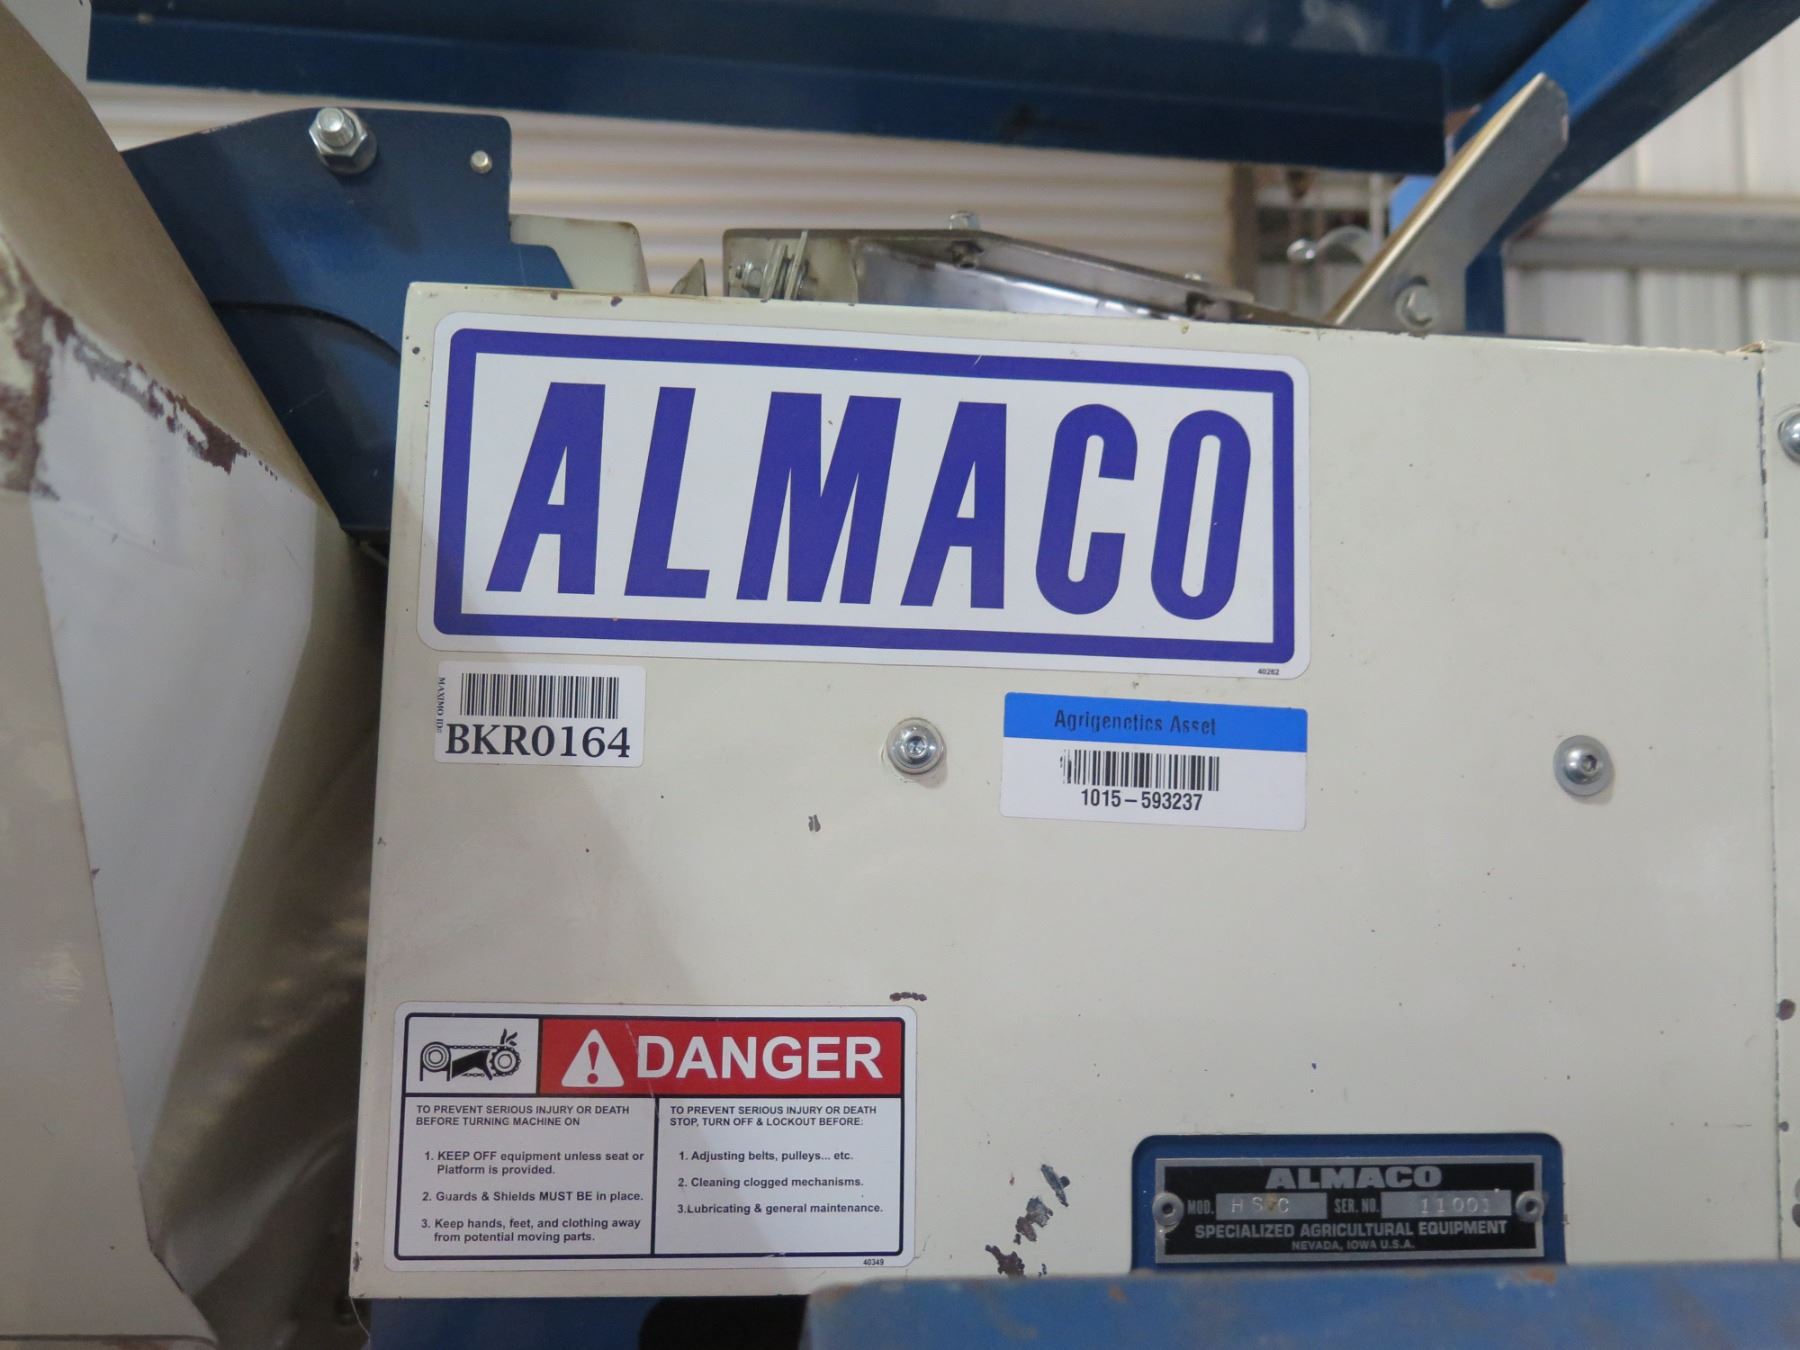 ALMACO
40282
MAXIMO ID:
BKR0164
Agrigenetics Asset
1015-593237
DANGER
TO PREVENT SERIOUS INJURY OR DEATH
BEFORE TURNING MACHINE ON
1. KEEP OFF equipment unless seat or
Platform is provided.
2. Guards & Shields MUST BE in place.
3. Keep hands, feet, and clothing away
from potential moving parts.
TO PREVENT SERIOUS INJURY OR DEATH
STOP, TURN OFF & LOCKOUT BEFORE:
1. Adjusting belts, pulleys... etc.
2. Cleaning clogged mechanisms.
3.Lubricating & general maintenance.
40349
ALMACO
MOD. SER. NO. 11001
SPECIALIZED AGRICULTURAL EQUIPMENT
NEVADA, IOWA U.S.A.